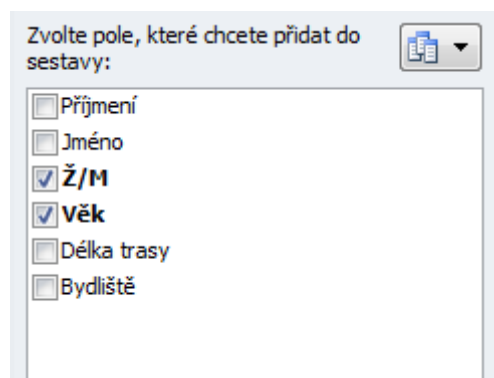 Zvolte pole, které chcete přidat do
sestavy:
Příjmení
Jméno
Ž/M
Věk
Délka trasy
Bydliště